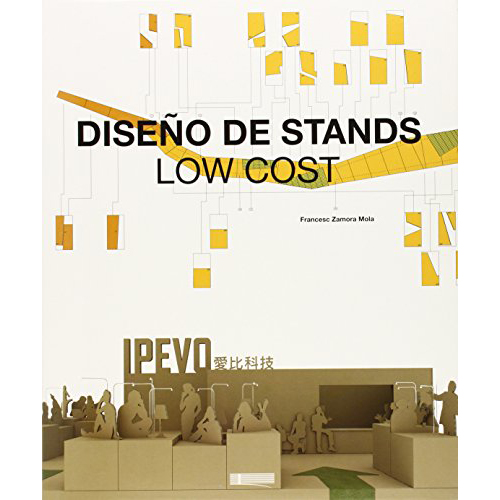 DISEÑO DE STANDS
LOW COST
Francesc Zamora Mola
IPEVO 愛比科技